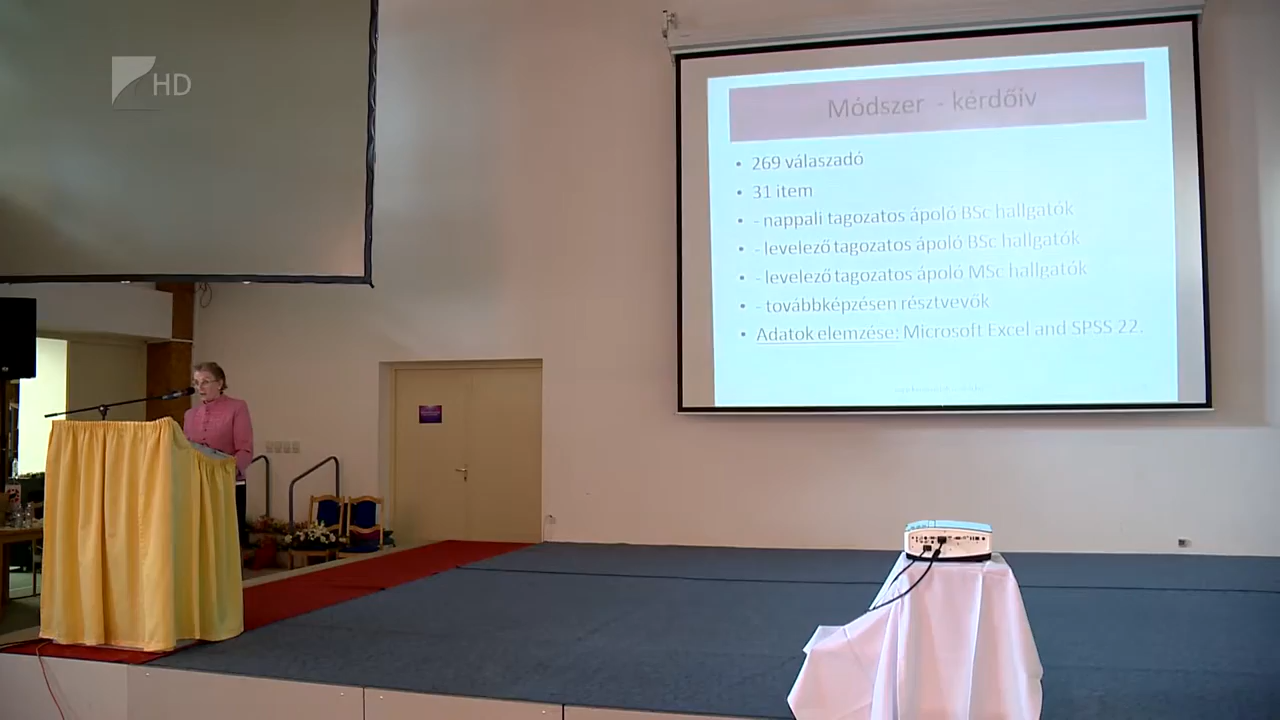 HD
Módszer - kérdőív
• 269 válaszadó
• 31 item
• - nappali tagozatos ápoló BSc hallgatók
• - levelező tagozatos ápoló BSc hallgatók
• - levelező tagozatos ápoló MSc hallgatók
• - továbbképzésen résztvevők
• Adatok elemzése: Microsoft Excel and SPSS 22.